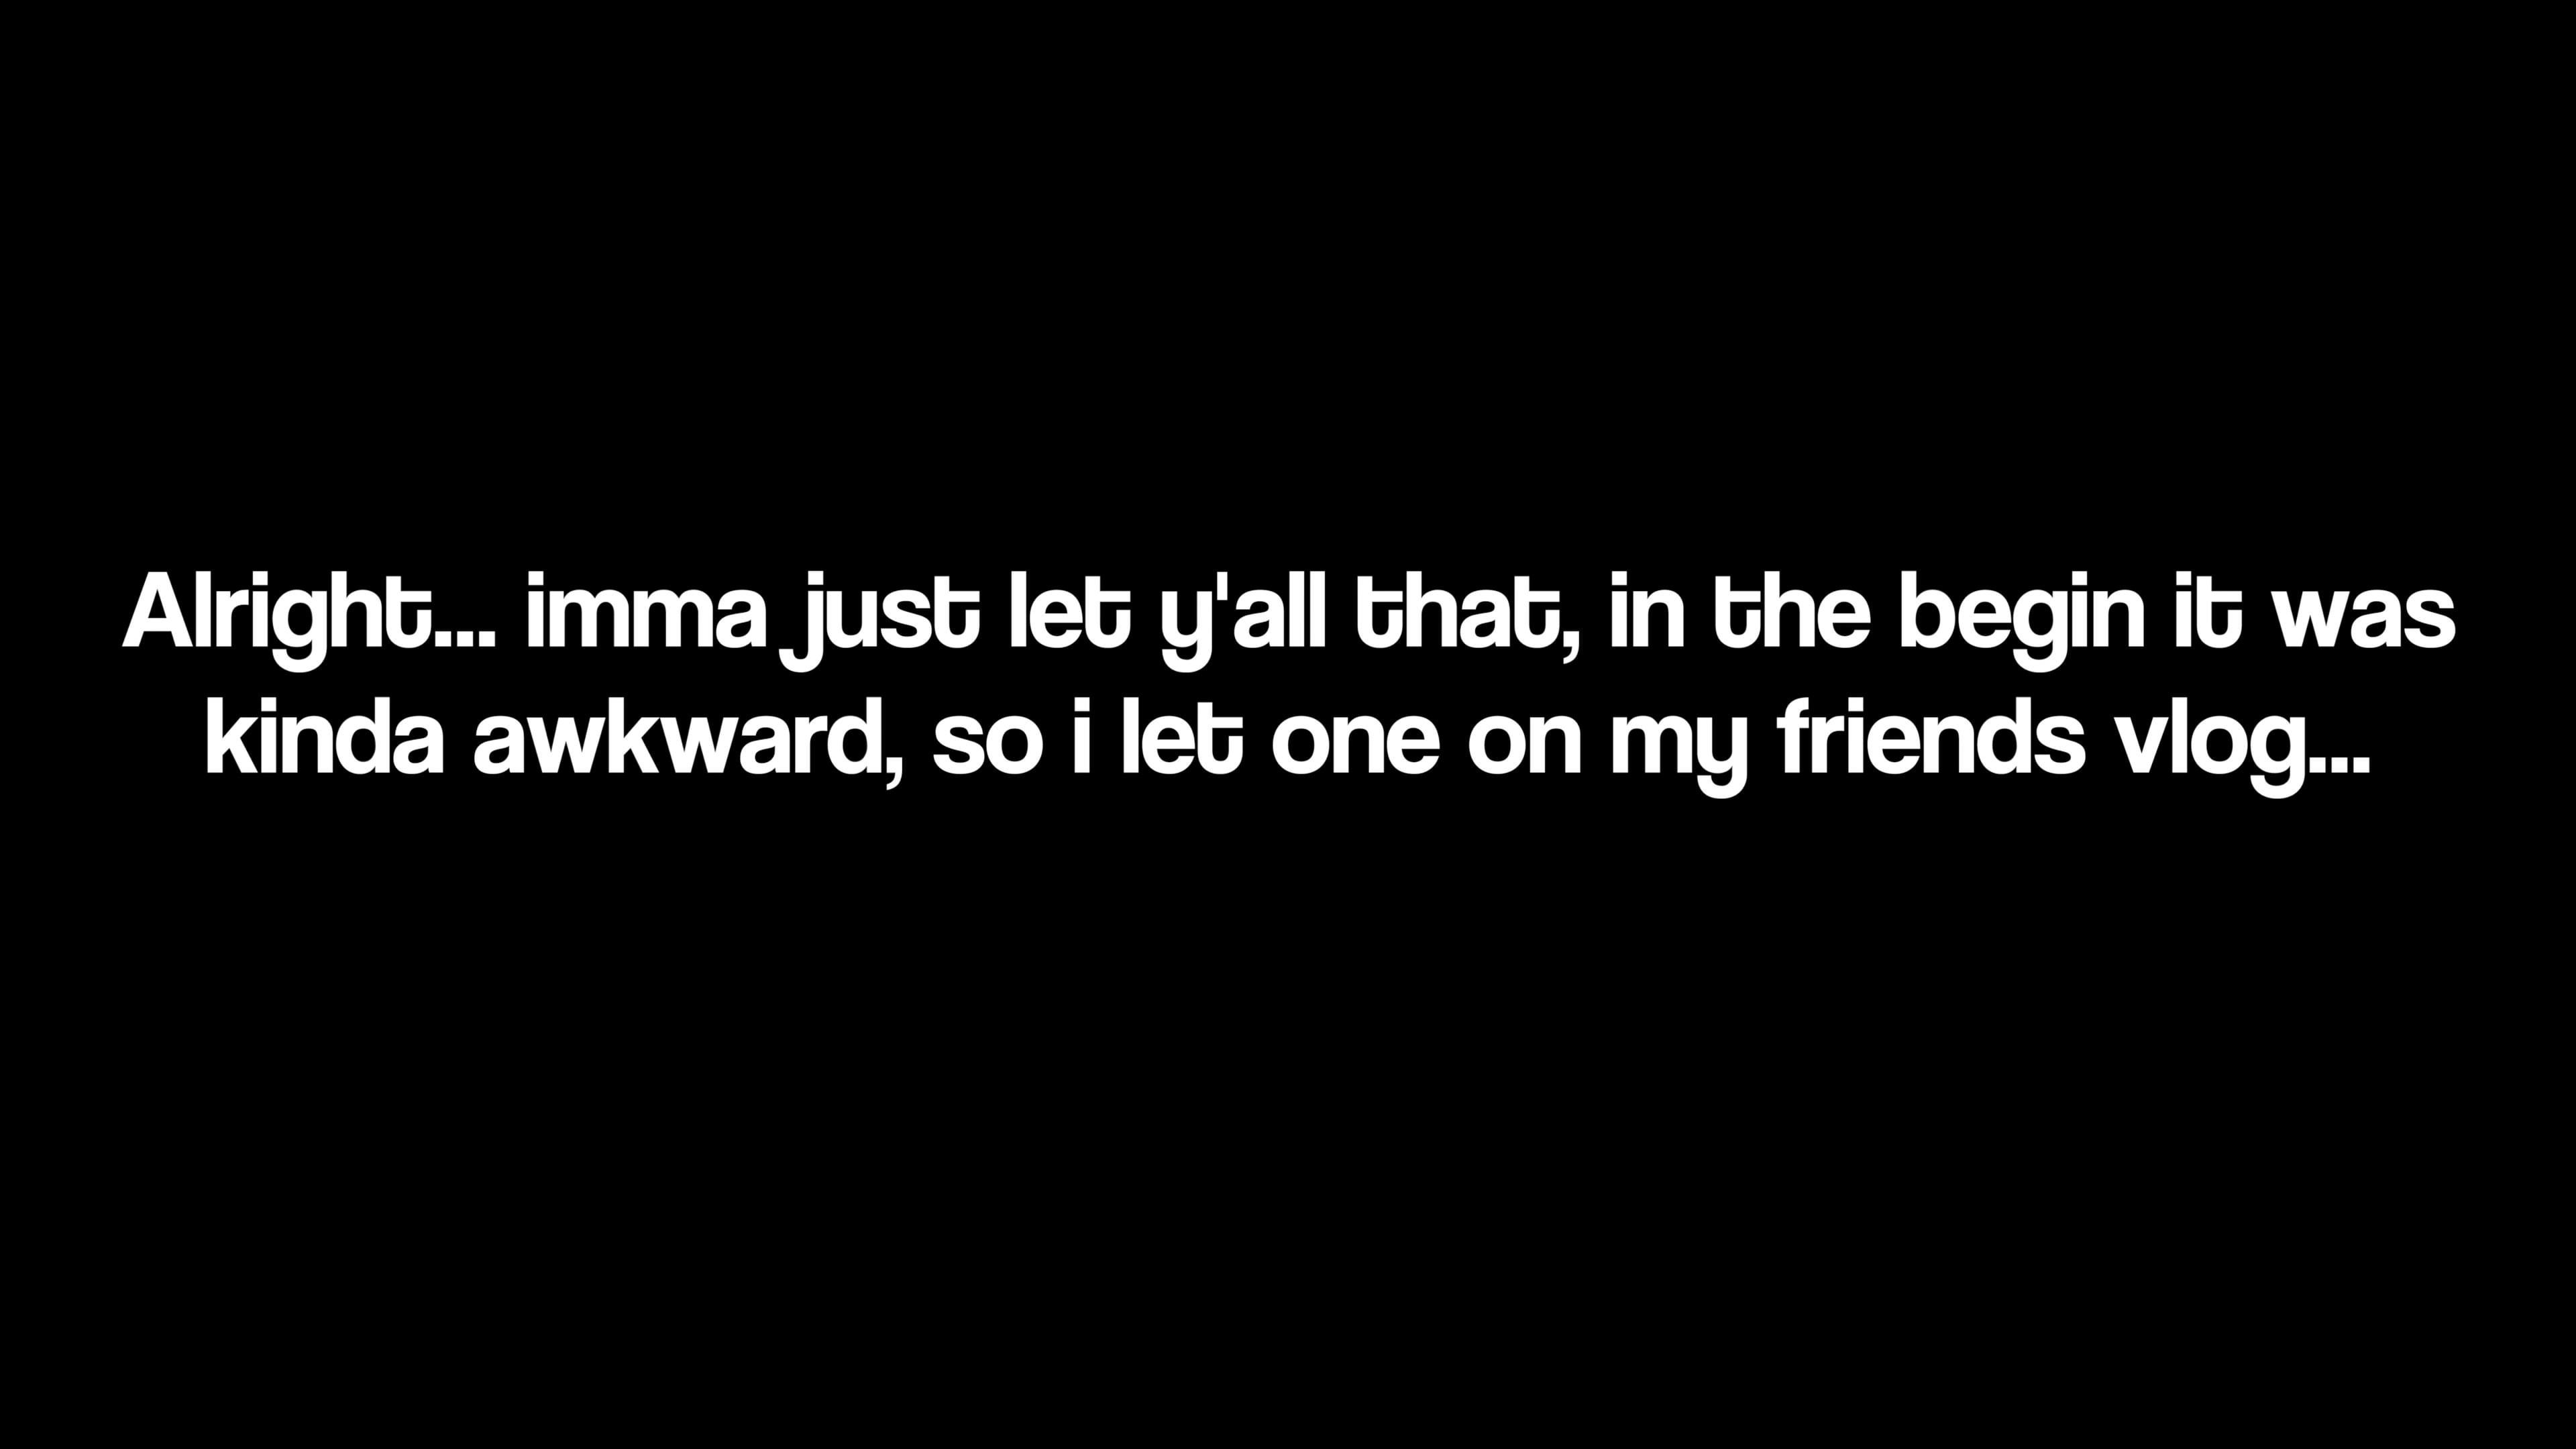 Alright... imma just let y'all that, in the begin it was
kinda awkward, so i let one on my friends vlog...